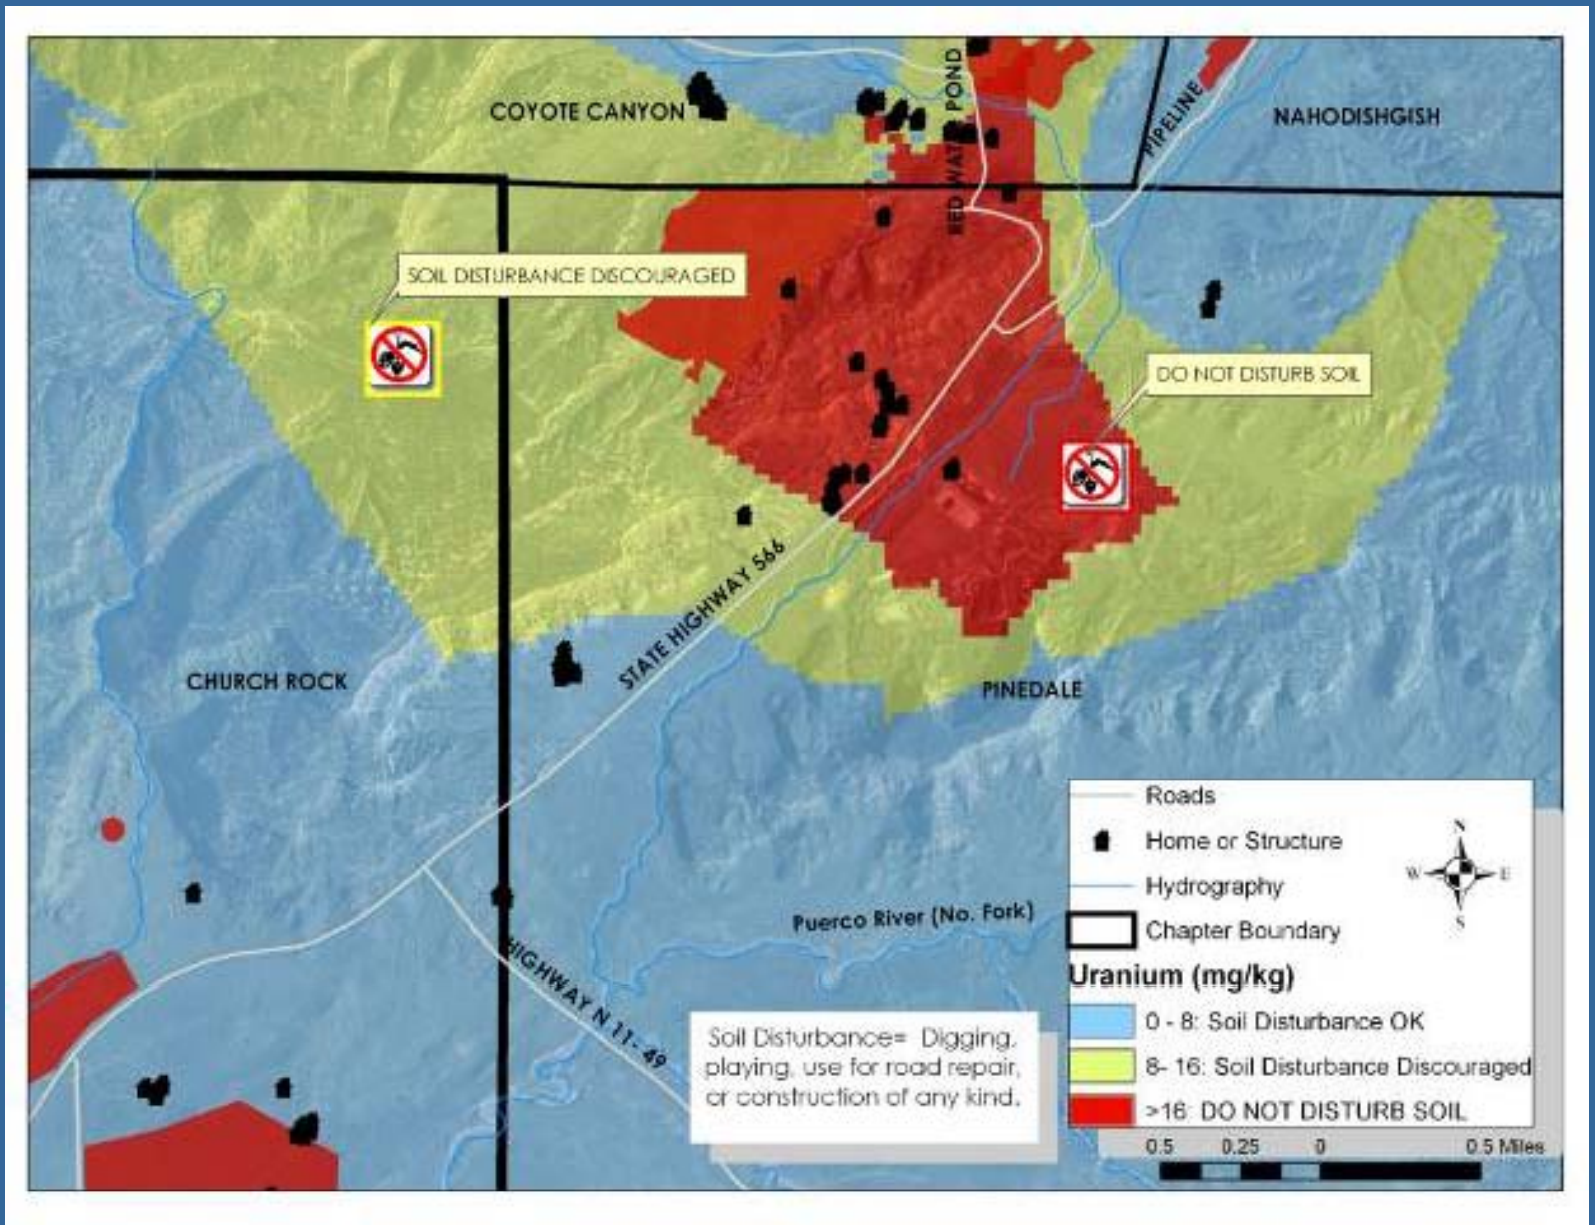 COYOTE CANYON
RED WATER POND
PIPELINE
NAHODISHGISH
SOIL DISTURBANCE DISCOURAGED
DO NOT DISTURB SOIL
STATE HIGHWAY 566
CHURCH ROCK
PINEDALE
Puerco River (No. Fork)
HIGHWAY N 11- 49
Soil Disturbance= Digging,
playing, use for road repair,
or construction of any kind.
Roads
Home or Structure
Hydrography
Chapter Boundary
N
W
E
S
Uranium (mg/kg)
0 - 8: Soil Disturbance OK
8- 16: Soil Disturbance Discouraged
>16: DO NOT DISTURB SOIL
0.5 0.25 0 0.5 Miles